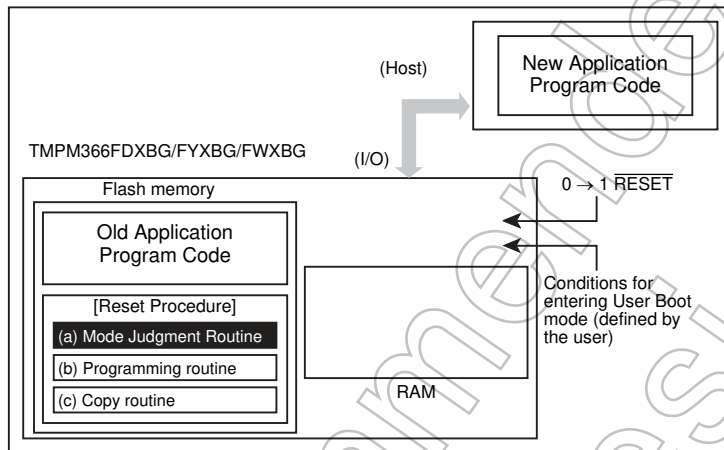 New Application
Program Code
(Host)
(I/O)
TMPM366FDXBG/FYXBG/FWXBG
0 → 1 RESET
Flash memory
Old Application
Program Code
[Reset Procedure]
(a) Mode Judgment Routine
(b) Programming routine
(c) Copy routine
RAM
Conditions for
entering User Boot
mode (defined by
the user)